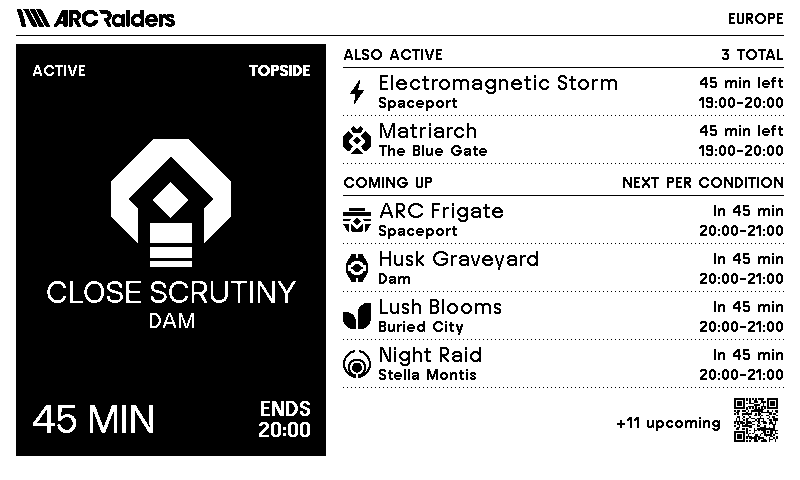 ARC Raiders
EUROPE
ACTIVE
TOPSIDE
CLOSE SCRUTINY
DAM
45 MIN
ENDS
20:00
ALSO ACTIVE
3 TOTAL
Electromagnetic Storm
45 min left
Spaceport
19:00-20:00
Matriarch
45 min left
The Blue Gate
19:00-20:00
COMING UP
NEXT PER CONDITION
ARC Frigate
In 45 min
Spaceport
20:00-21:00
Husk Graveyard
In 45 min
Dam
20:00-21:00
Lush Blooms
In 45 min
Buried City
20:00-21:00
Night Raid
In 45 min
Stella Montis
20:00-21:00
+11 upcoming